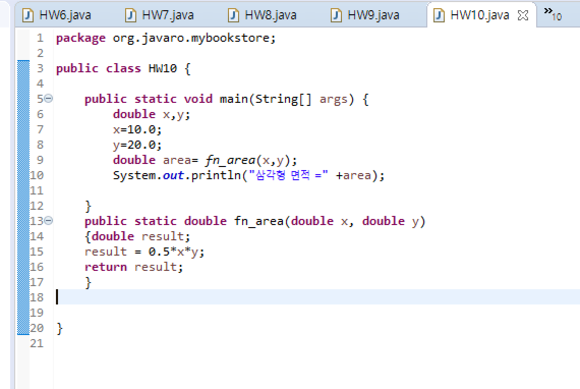 HW6.java HW7.java HW8.java HW9.java HW10.java »10
1 package org.javaro.mybookstore;
2
3 public class HW10 {
4
5 public static void main(String[] args) {
6 double x,y;
7 x=10.0;
8 y=20.0;
9 double area= fn_area(x,y);
10 System.out.println("삼각형 면적 =" +area);
11
12 }
13 public static double fn_area(double x, double y)
14 {double result;
15 result = 0.5*x*y;
16 return result;
17 }
18
19
20 }
21